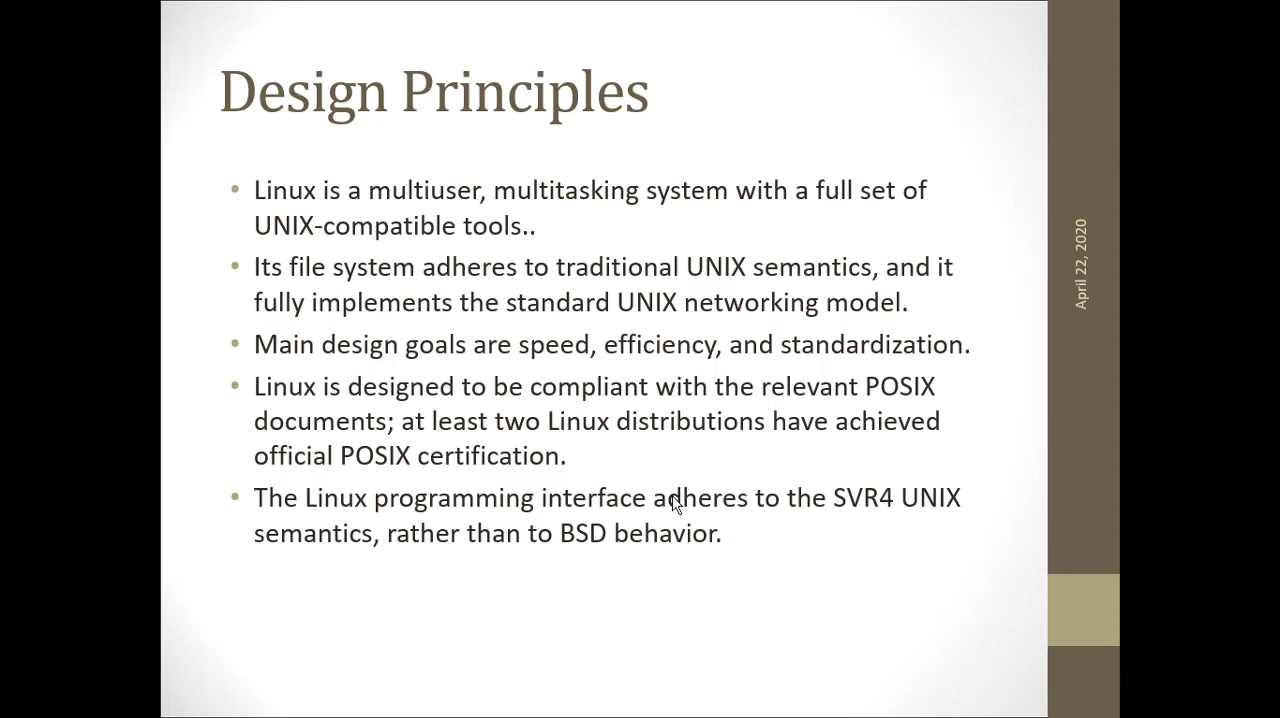 Design Principles
• Linux is a multiuser, multitasking system with a full set of
UNIX-compatible tools..
• Its file system adheres to traditional UNIX semantics, and it
fully implements the standard UNIX networking model.
• Main design goals are speed, efficiency, and standardization.
• Linux is designed to be compliant with the relevant POSIX
documents; at least two Linux distributions have achieved
official POSIX certification.
• The Linux programming interface adheres to the SVR4 UNIX
semantics, rather than to BSD behavior.
April 22, 2020